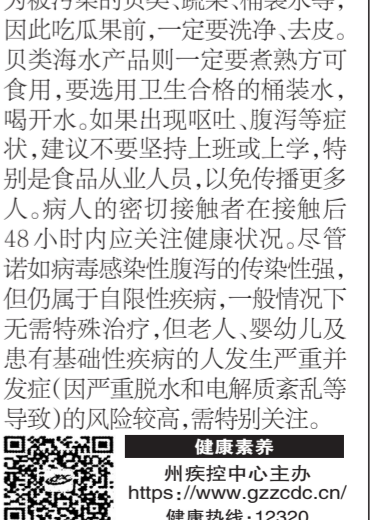 为被污染的贝类、蔬果、桶装水等,
因此吃瓜果前,一定要洗净、去皮。
贝类海水产品则一定要煮熟方可
食用,要选用卫生合格的桶装水,
喝开水。如果出现呕吐、腹泻等症
状,建议不要坚持上班或上学,特
别是食品从业人员,以免传播更多
人。病人的密切接触者在接触后
48小时内应关注健康状况。尽管
诺如病毒感染性腹泻的传染性强,
但仍属于自限性疾病,一般情况下
无需特殊治疗,但老人、婴幼儿及
患有基础性疾病的人发生严重并
发症(因严重脱水和电解质紊乱等
导致)的风险较高,需特别关注。
健康素养
州疾控中心主办
https://www.gzzcdc.cn/
健康热线:12320